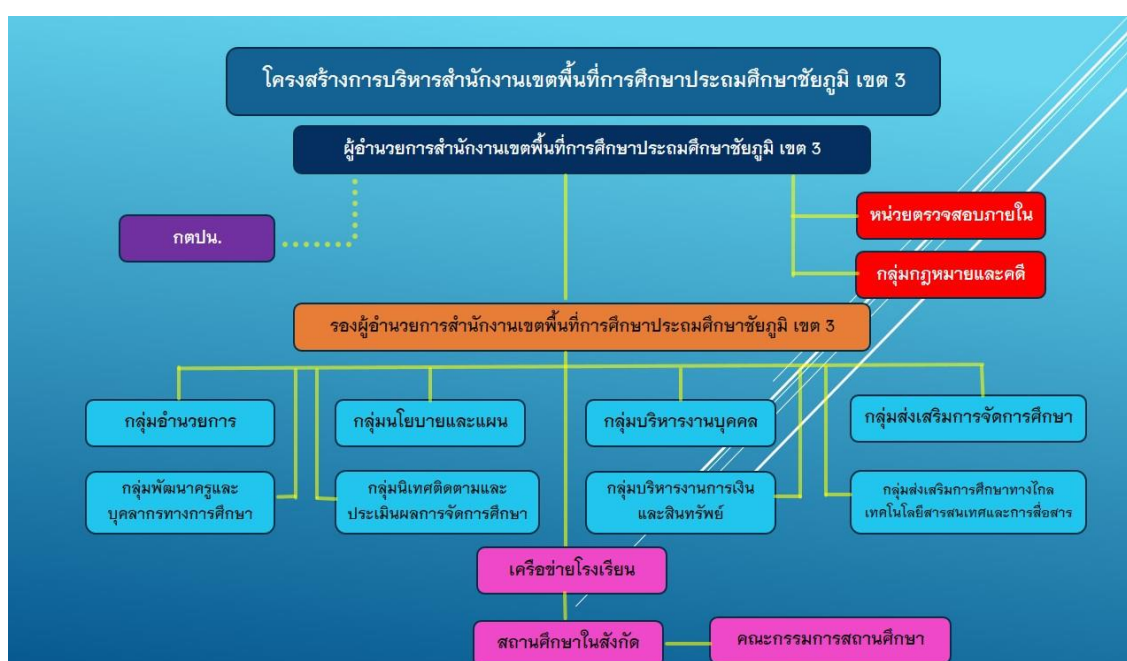 โครงสร้างการบริหารสำนักงานเขตพื้นที่การศึกษาประถมศึกษาชัยภูมิ เขต 3
ผู้อำนวยการสำนักงานเขตพื้นที่การศึกษาประถมศึกษาชัยภูมิ เขต 3
กตปน.
หน่วยตรวจสอบภายใน
กลุ่มกฎหมายและคดี
รองผู้อำนวยการสำนักงานเขตพื้นที่การศึกษาประถมศึกษาชัยภูมิ เขต 3
กลุ่มอำนวยการ
กลุ่มนโยบายและแผน
กลุ่มบริหารงานบุคคล
กลุ่มส่งเสริมการจัดการศึกษา
กลุ่มพัฒนาครูและ
บุคลากรทางการศึกษา
กลุ่มนิเทศติดตามและ
ประเมินผลการจัดการศึกษา
กลุ่มบริหารงานการเงิน
และสินทรัพย์
กลุ่มส่งเสริมการศึกษาทางไกล
เทคโนโลยีสารสนเทศและการสื่อสาร
เครือข่ายโรงเรียน
สถานศึกษาในสังกัด
คณะกรรมการสถานศึกษา